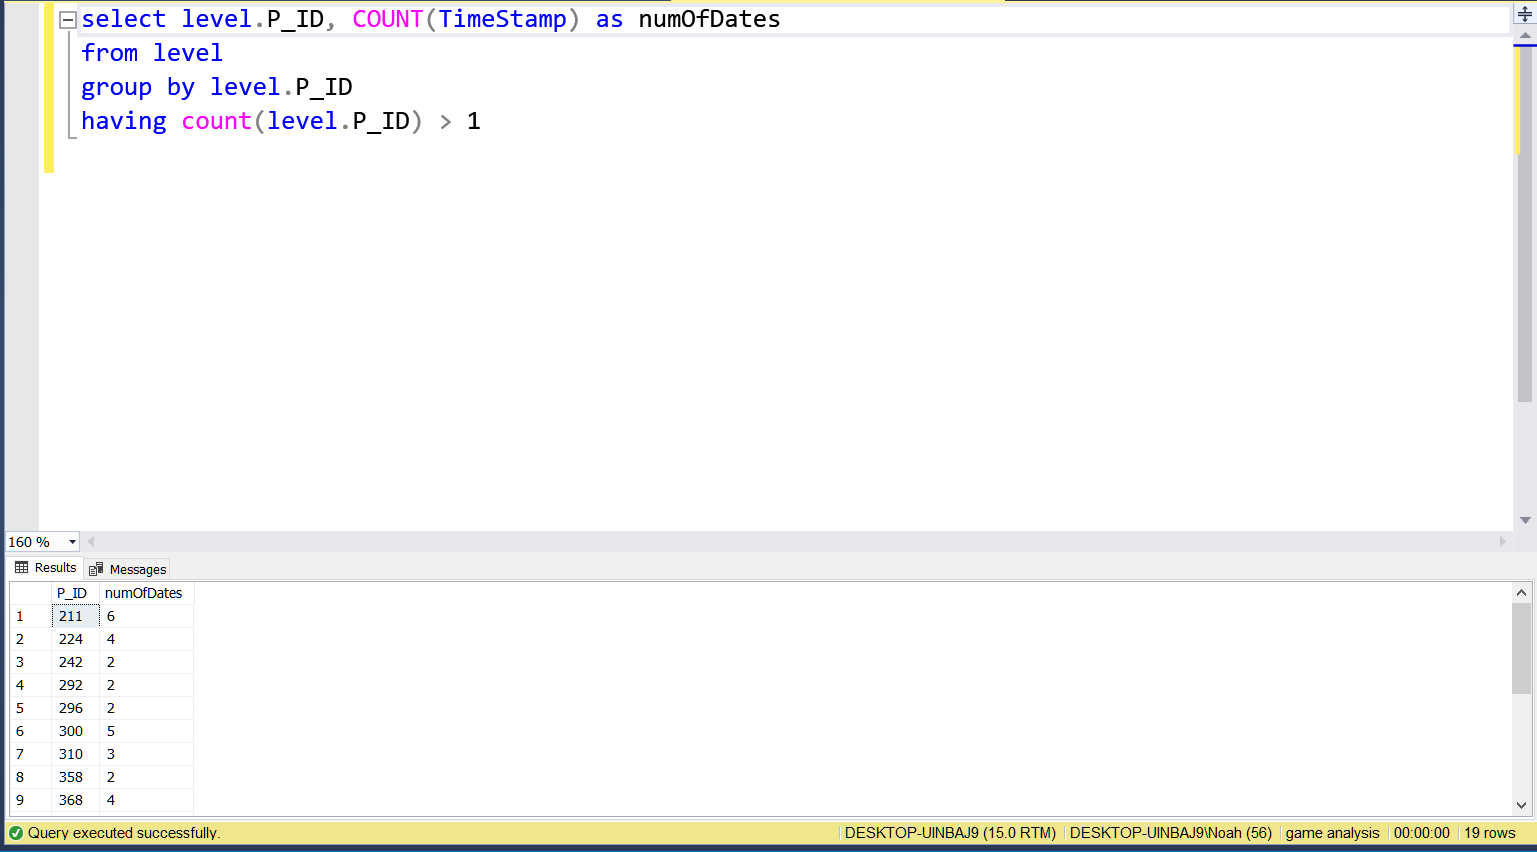 select level.P_ID, COUNT(TimeStamp) as numOfDates
from level
group by level.P_ID
having count(level.P_ID) > 1
160 %
Results Messages
P_ID numOfDates
1 211 6
2 224 4
3 242 2
4 292 2
5 296 2
6 300 5
7 310 3
8 358 2
9 368 4
Query executed successfully. DESKTOP-UINBAJ9 (15.0 RTM) DESKTOP-UINBAJ9\Noah (56) game analysis 00:00:00 19 rows